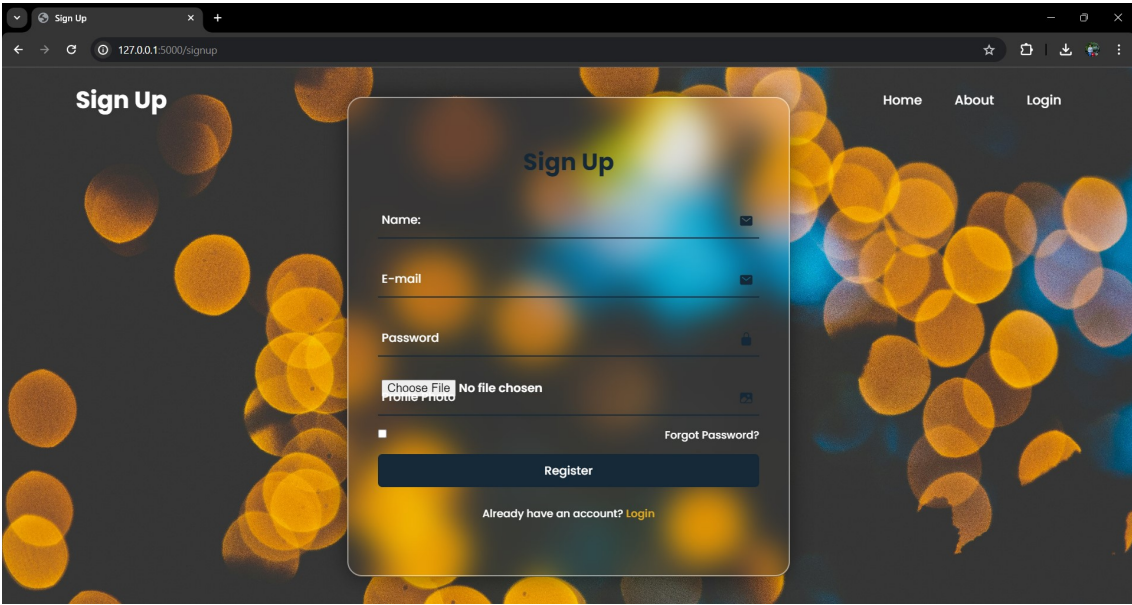 Sign Up
127.0.0.1:5000/signup
Sign Up
Home About Login
Sign Up
Name:
E-mail
Password
Choose File No file chosen
Profile Photo
Forgot Password?
Register
Already have an account? Login